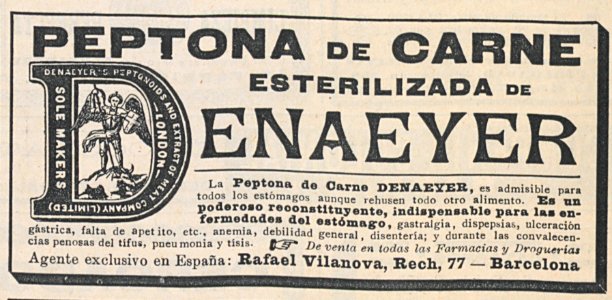 PEPTONA DE CARNE
ESTERILIZADA DE
DENAEYER
DENAEYER'S PEPTONOIDS AND EXTRACT OF MEAT COMPANY (LIMITED)
SOLE MAKERS
LONDON
La Peptona de Carne DENAEYER, es admisible para
todos los estómagos aunque rehusen todo otro alimento. Es un
poderoso reconstituyente, indispensable para las en-
fermedades del estómago, gastralgia, dispepsias, ulceración
gástrica, falta de apetito, etc., anemia, debilidad general, disentería; y durante las convalecen-
cias penosas del tifus, pneumonia y tisis. ☛ De venta en todas las Farmacias y Droguerías
Agente exclusivo en España: Rafael Vilanova, Rech, 77 — Barcelona